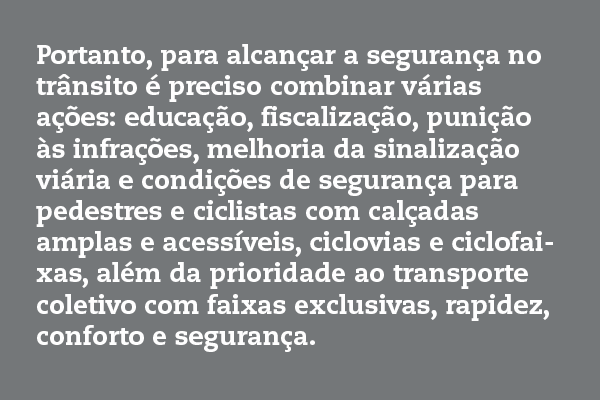 Portanto, para alcançar a segurança no
trânsito é preciso combinar várias
ações: educação, fiscalização, punição
às infrações, melhoria da sinalização
viária e condições de segurança para
pedestres e ciclistas com calçadas
amplas e acessíveis, ciclovias e ciclofai-
xas, além da prioridade ao transporte
coletivo com faixas exclusivas, rapidez,
conforto e segurança.